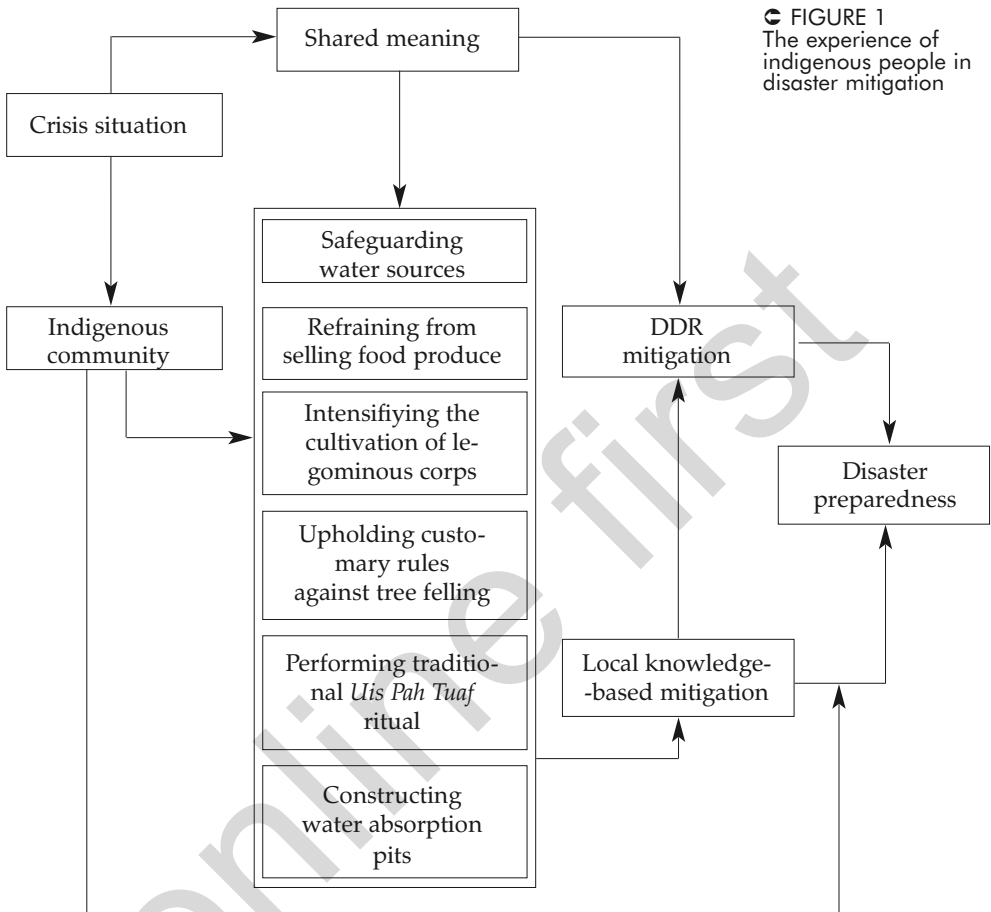 FIGURE 1
The experience of
indigenous people in
disaster mitigation
Shared meaning
Crisis situation
Safeguarding
water sources
Indigenous
community
Refraining from
selling food produce
DDR
mitigation
Intensifiying the
cultivation of le-
gominous corps
Disaster
preparedness
Upholding custo-
mary rules
against tree felling
Performing traditio-
nal Uis Pah Tuaf
ritual
Local knowledge-
-based mitigation
Constructing
water absorption
pits
online first